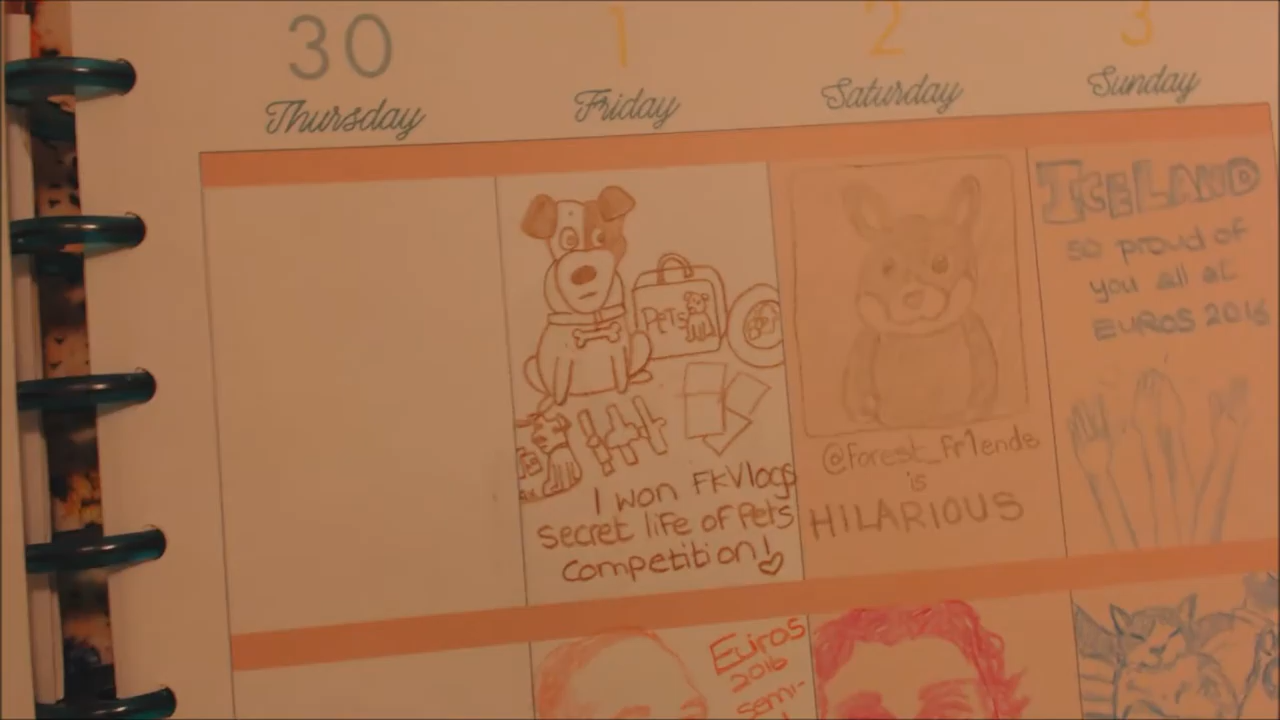 30
1
2
3
Thursday
Friday
Saturday
Sunday
PETS
I won FKVlogs
secret life of Pets
competition!
@forest_fr1ends
is
HILARIOUS
ICELAND
so proud of
you all at
EUROS 2016
Euros
2016
semi-